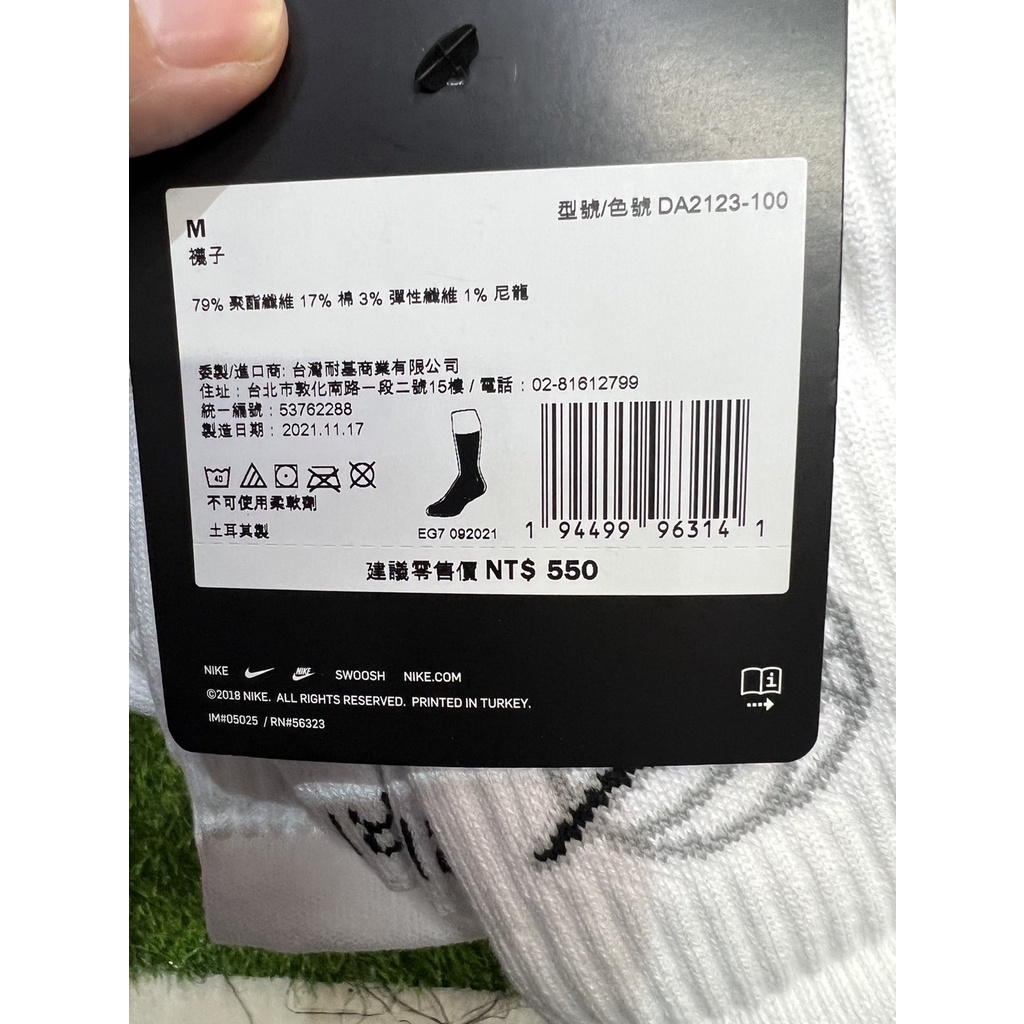 型號/色號 DA2123-100
M
襪子
79% 聚酯纖維 17% 棉 3% 彈性纖維 1% 尼龍
委製/進口商: 台灣耐基商業有限公司
住址 : 台北市敦化南路一段二號15樓 / 電話 : 02-81612799
統一編號 : 53762288
製造日期 : 2021.11.17
40
不可使用柔軟劑
土耳其製
EG7 092021
1 94499 96314 1
建議零售價 NT$ 550
NIKE NIKE SWOOSH NIKE.COM
©2018 NIKE. ALL RIGHTS RESERVED. PRINTED IN TURKEY.
IM#05025 / RN#56323